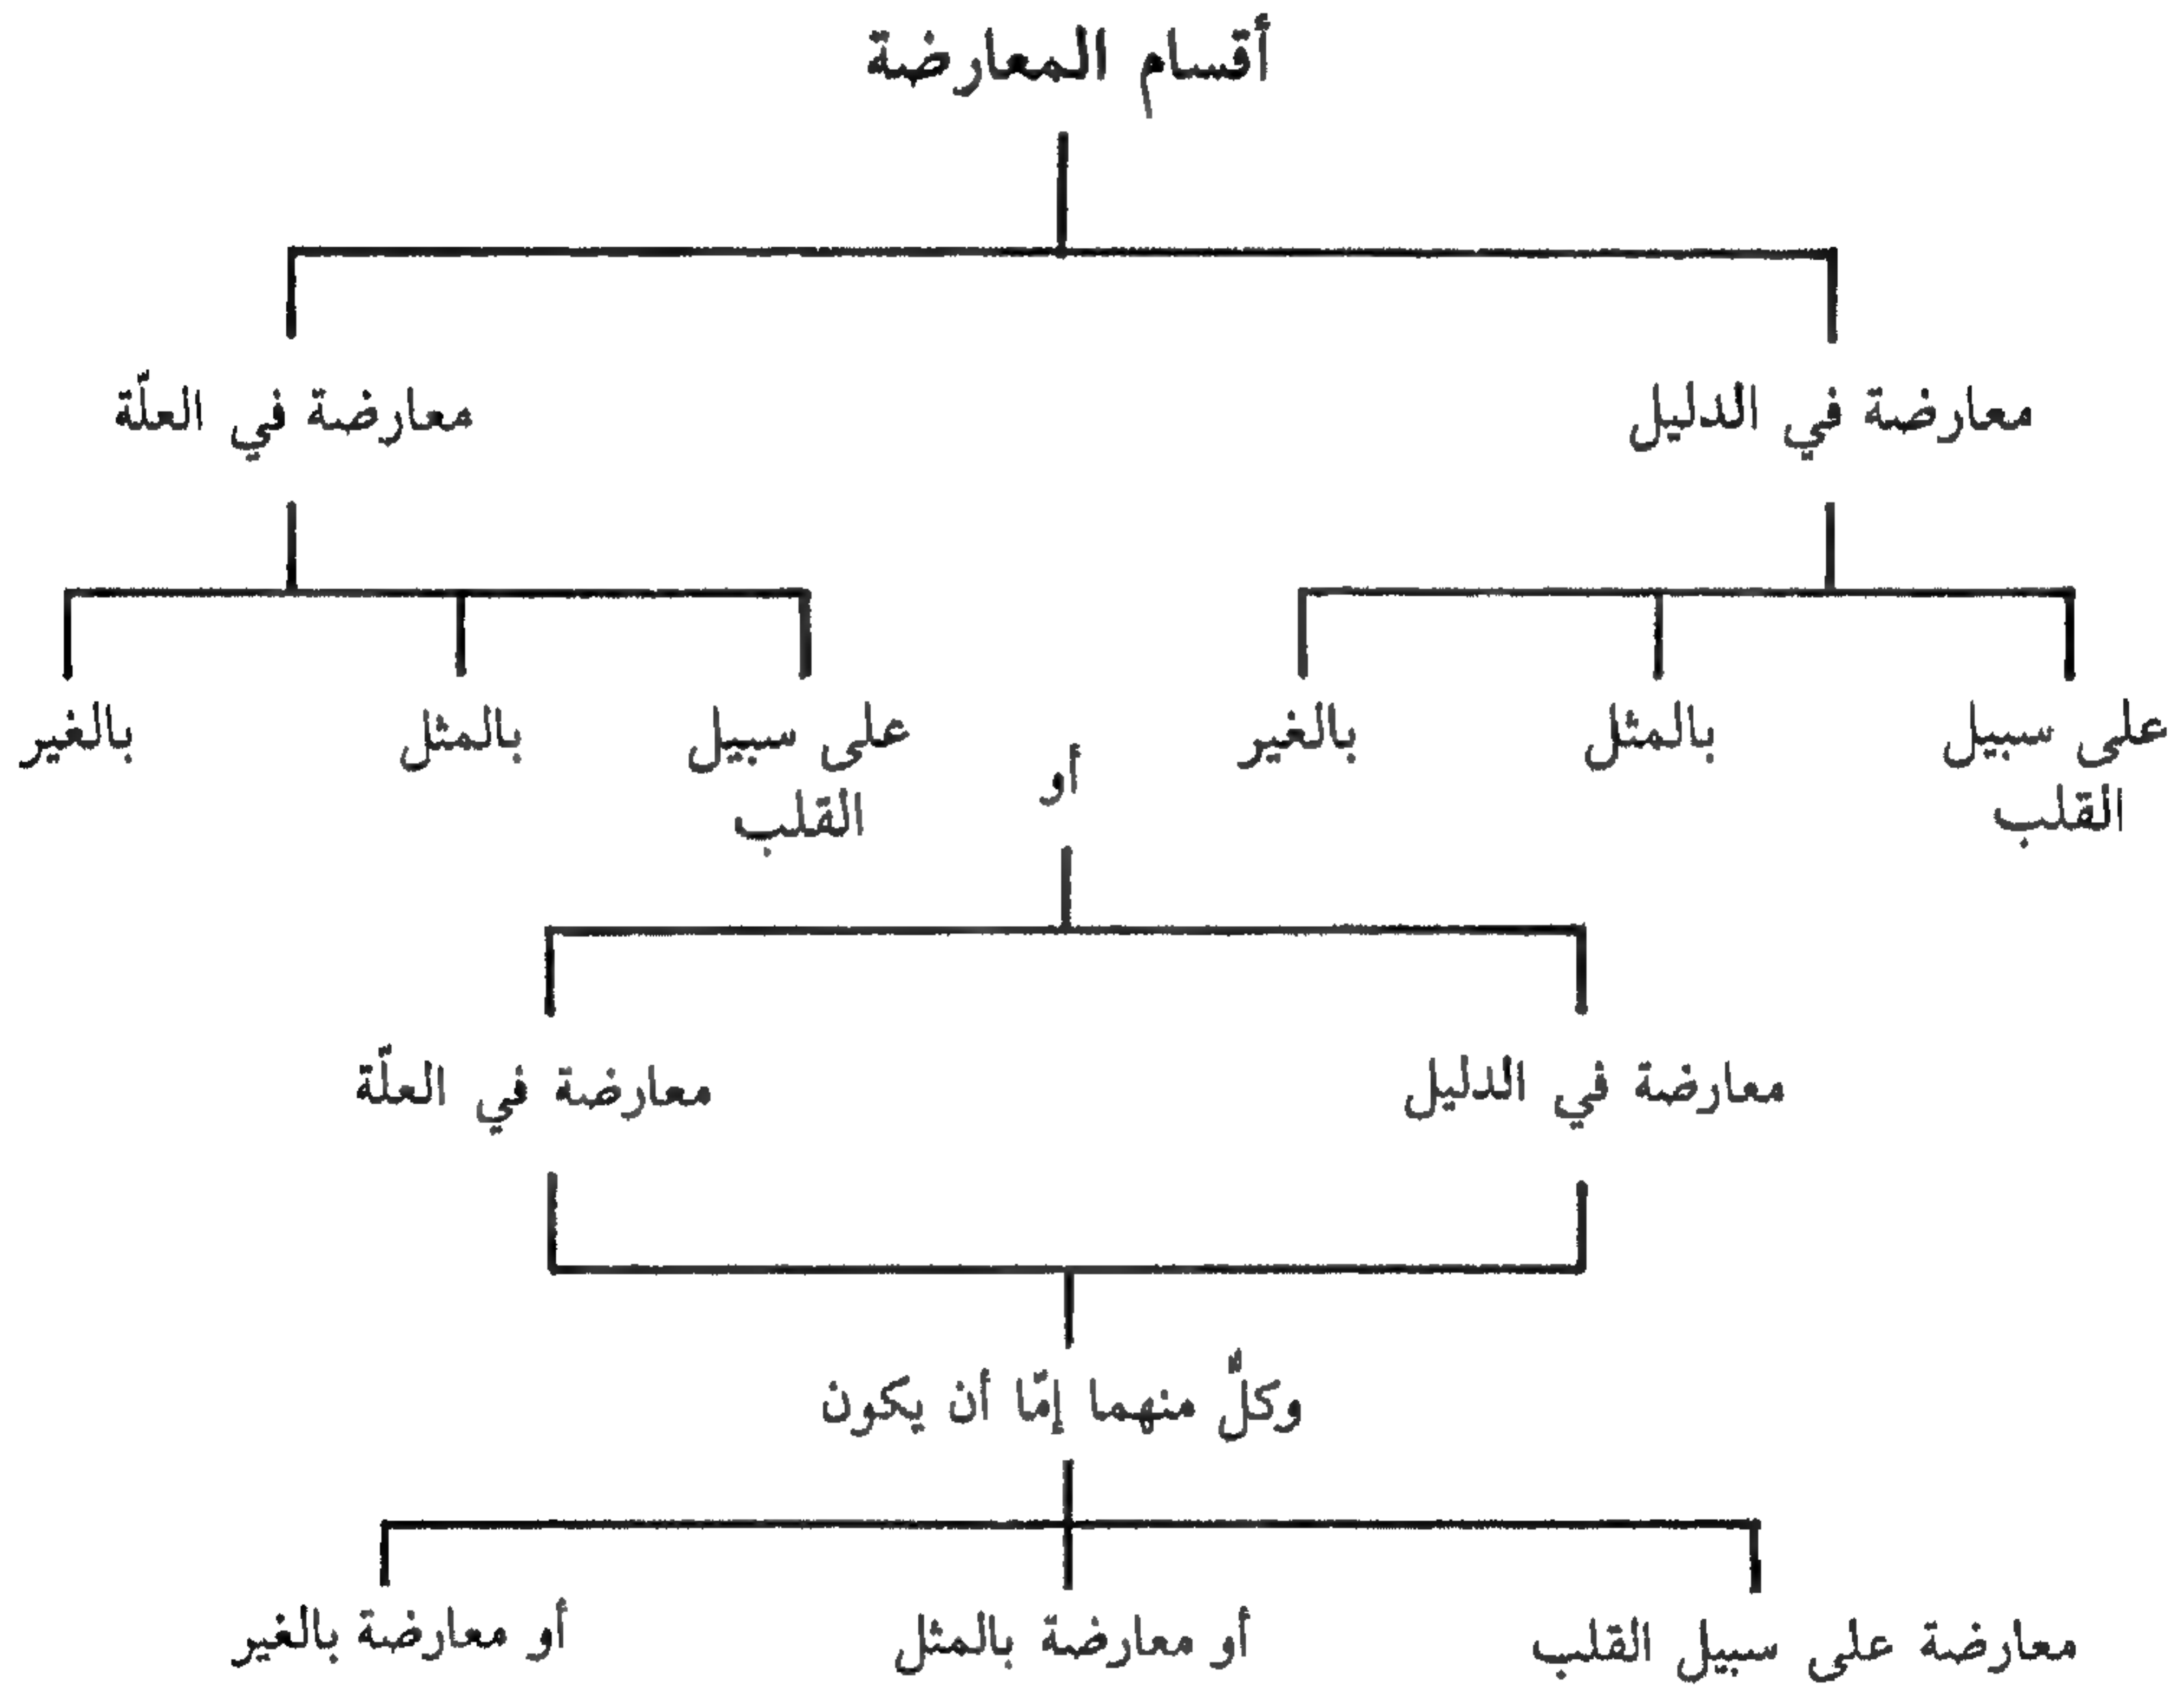 أقسام المعارضة
معارضة في الدليل
معارضة في العلّة
على سبيل
القلب
بالمثل
بالغير
على سبيل
القلب
بالمثل
بالغير
أو
معارضة في الدليل
معارضة في العلّة
وكلٌّ منهما إمّا أن يكون
معارضة على سبيل القلب
أو معارضة بالمثل
أو معارضة بالغير